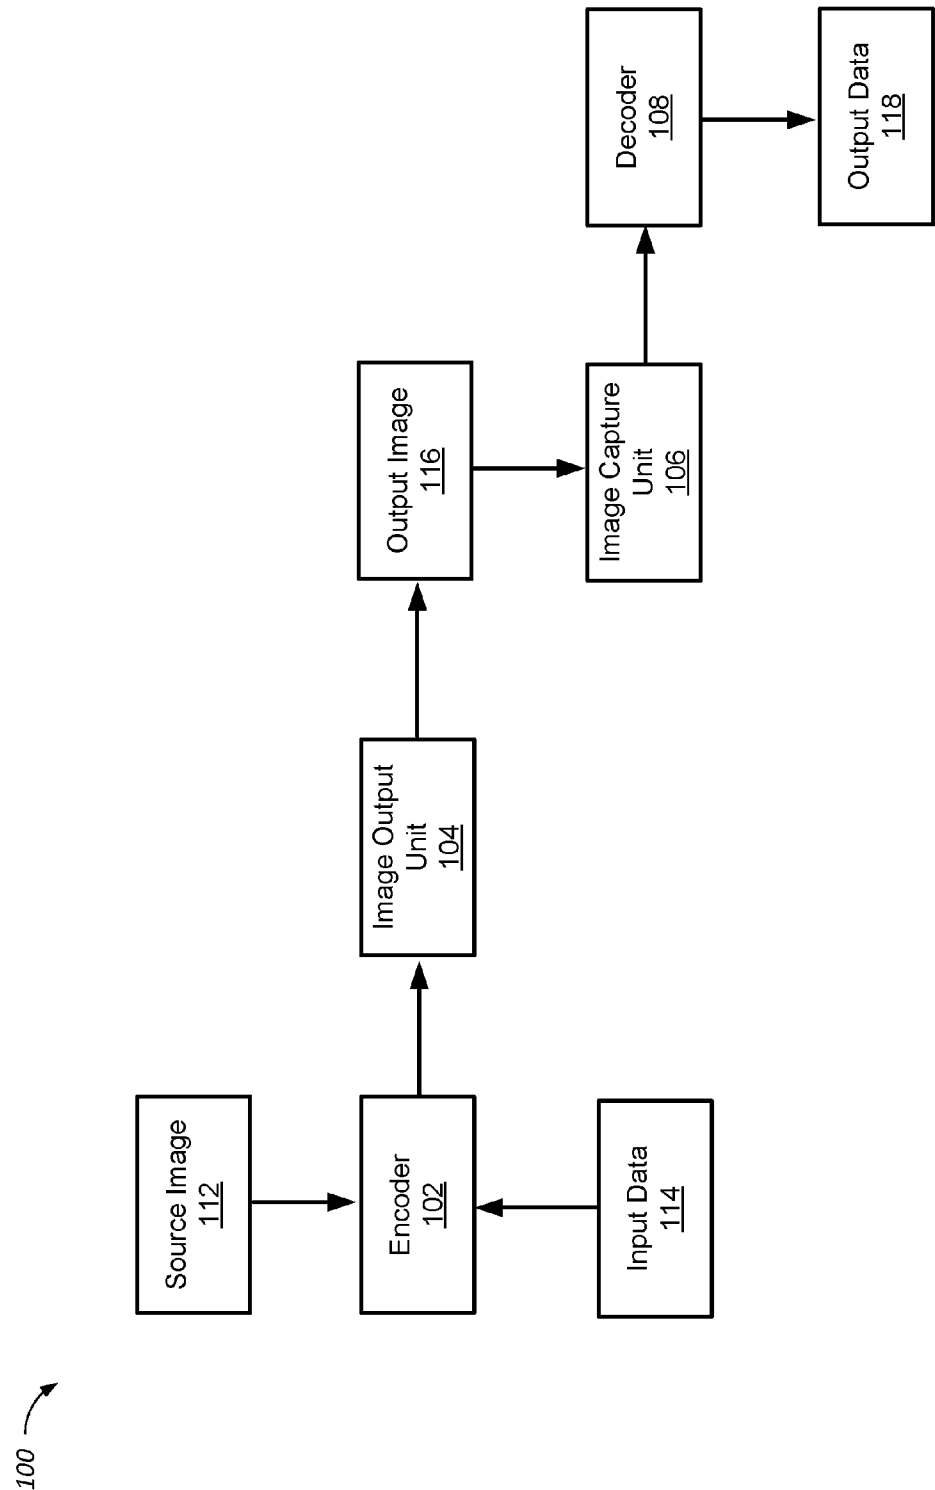 100
Source Image
112
Encoder
102
Input Data
114
Image Output
Unit
104
Output Image
116
Image Capture
Unit
106
Decoder
108
Output Data
118